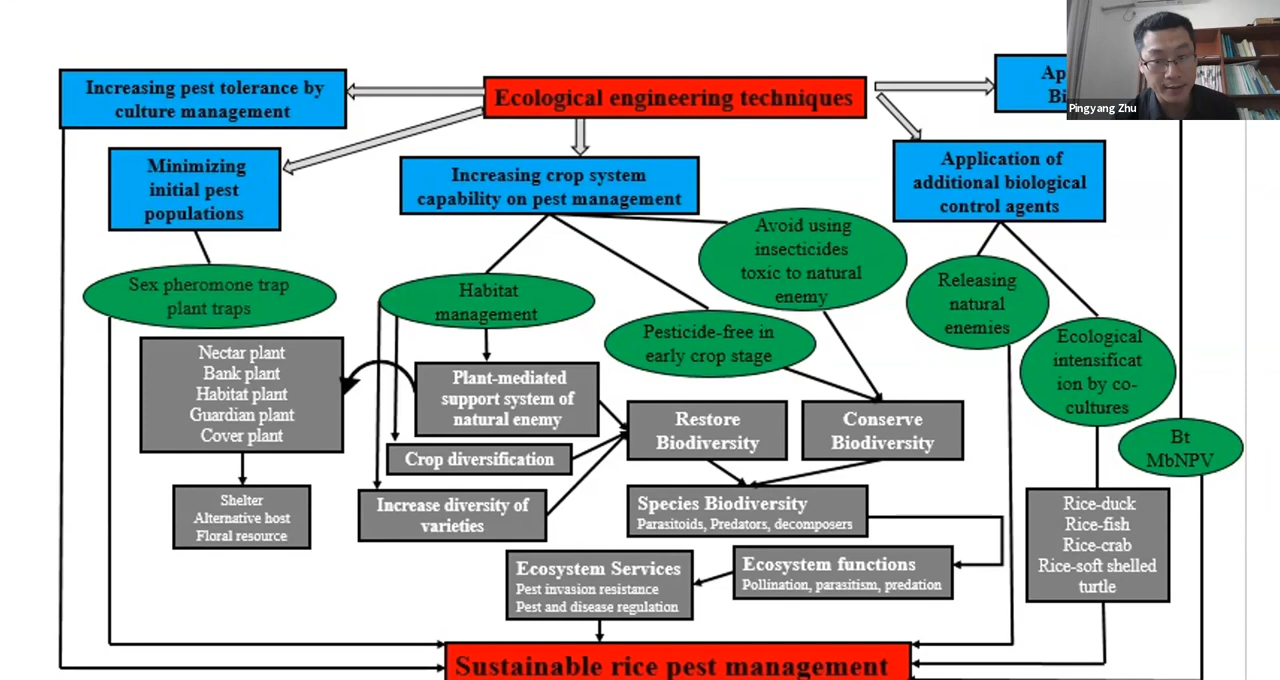 Ecological engineering techniques
Increasing pest tolerance by
culture management
Pingyang Zhu
Minimizing
initial pest
populations
Increasing crop system
capability on pest management
Application of
additional biological
control agents
Sex pheromone trap
plant traps
Habitat
management
Avoid using
insecticides
toxic to natural
enemy
Pesticide-free in
early crop stage
Releasing
natural
enemies
Ecological
intensificat
ion by co-
cultures
Bt
MbNPV
Nectar plant
Bank plant
Habitat plant
Guardian plant
Cover plant
Plant-mediated
support system of
natural enemy
Restore
Biodiversity
Conserve
Biodiversity
Crop diversification
Shelter
Alternative host
Floral resource
Increase diversity of
varieties
Species Biodiversity
Parasitoids, Predators, decomposers
Rice-duck
Rice-fish
Rice-crab
Rice-soft shelled
turtle
Ecosystem Services
Pest invasion resistance
Pest and disease regulation
Ecosystem functions
Pollination, parasitism, predation
Sustainable rice pest management